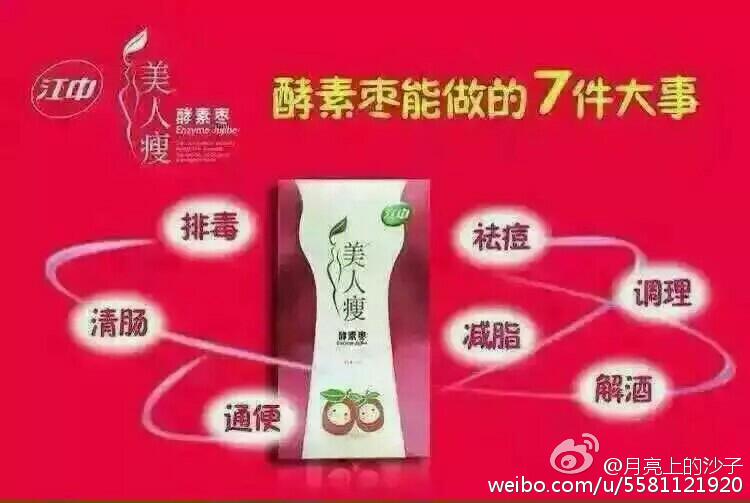 江中
美人瘦
酵素枣
Enzyme Jujube
酵素枣能做的7件大事
排毒
清肠
通便
祛痘
调理
减脂
解酒
江中
美人瘦
酵素枣
@月亮上的沙子
weibo.com/u/5581121920